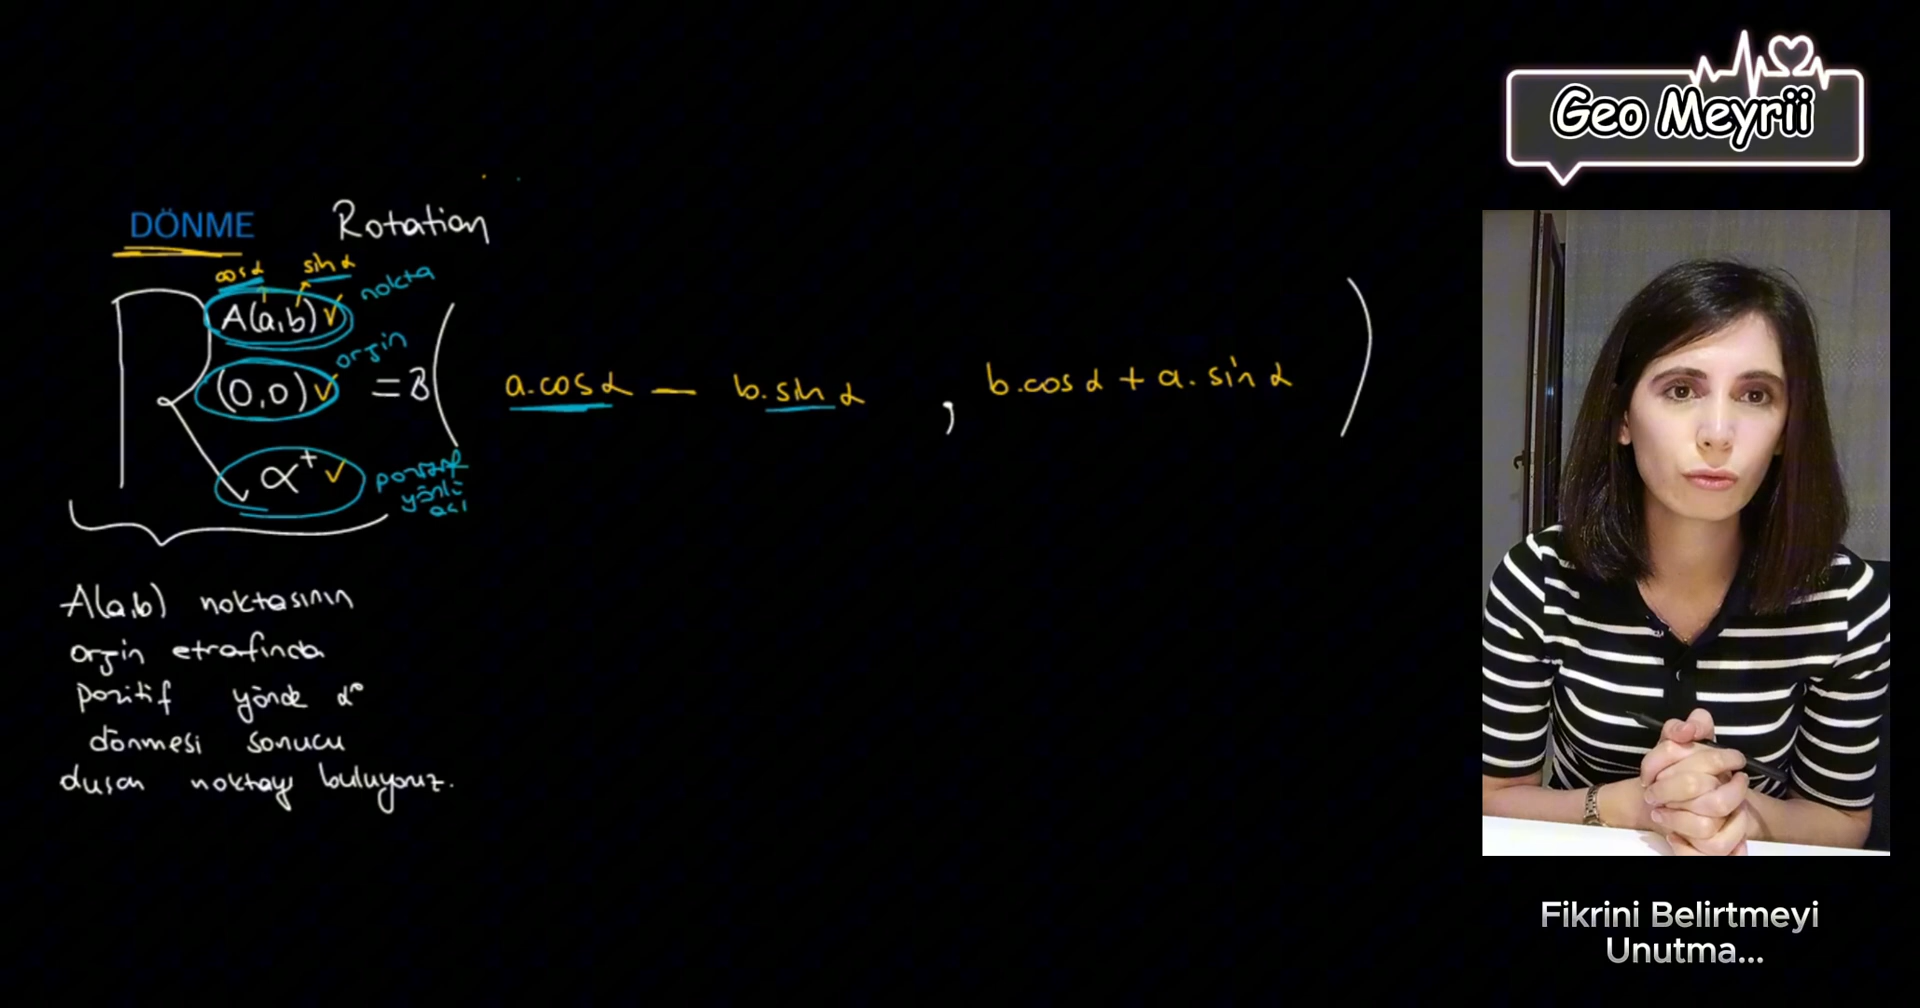 Geo Meyrii
DÖNME Rotation
cosα sinα
A(a,b) ✓ nokta
orjin
(0,0) ✓ = B( a.cosα — b.sinα , b.cosα + a.sinα )
α⁺ ✓
pozitif
yönlü
açı
A(a,b) noktasının
orjin etrafında
pozitif yönde α°
dönmesi sonucu
duşan noktayı buluyoruz.
Fikrini Belirtmeyi
Unutma...